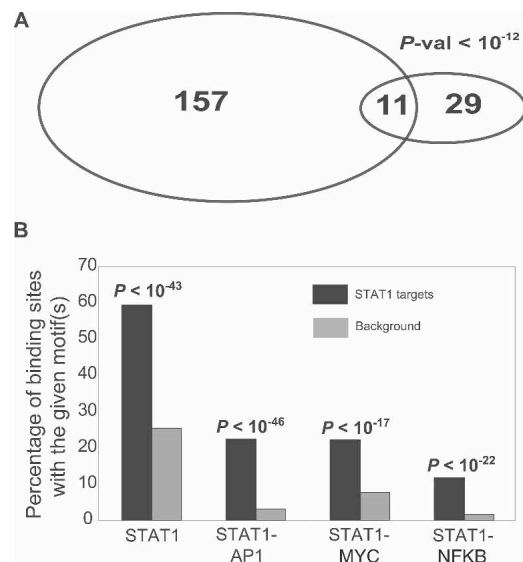 A
P-val < 10⁻¹²
157
11
29
B
Percentage of binding sites
with the given motif(s)
70
60
50
40
30
20
10
0
P < 10⁻⁴³
P < 10⁻⁴⁶
P < 10⁻¹⁷
P < 10⁻²²
STAT1 targets
Background
STAT1
STAT1-
AP1
STAT1-
MYC
STAT1-
NFKB